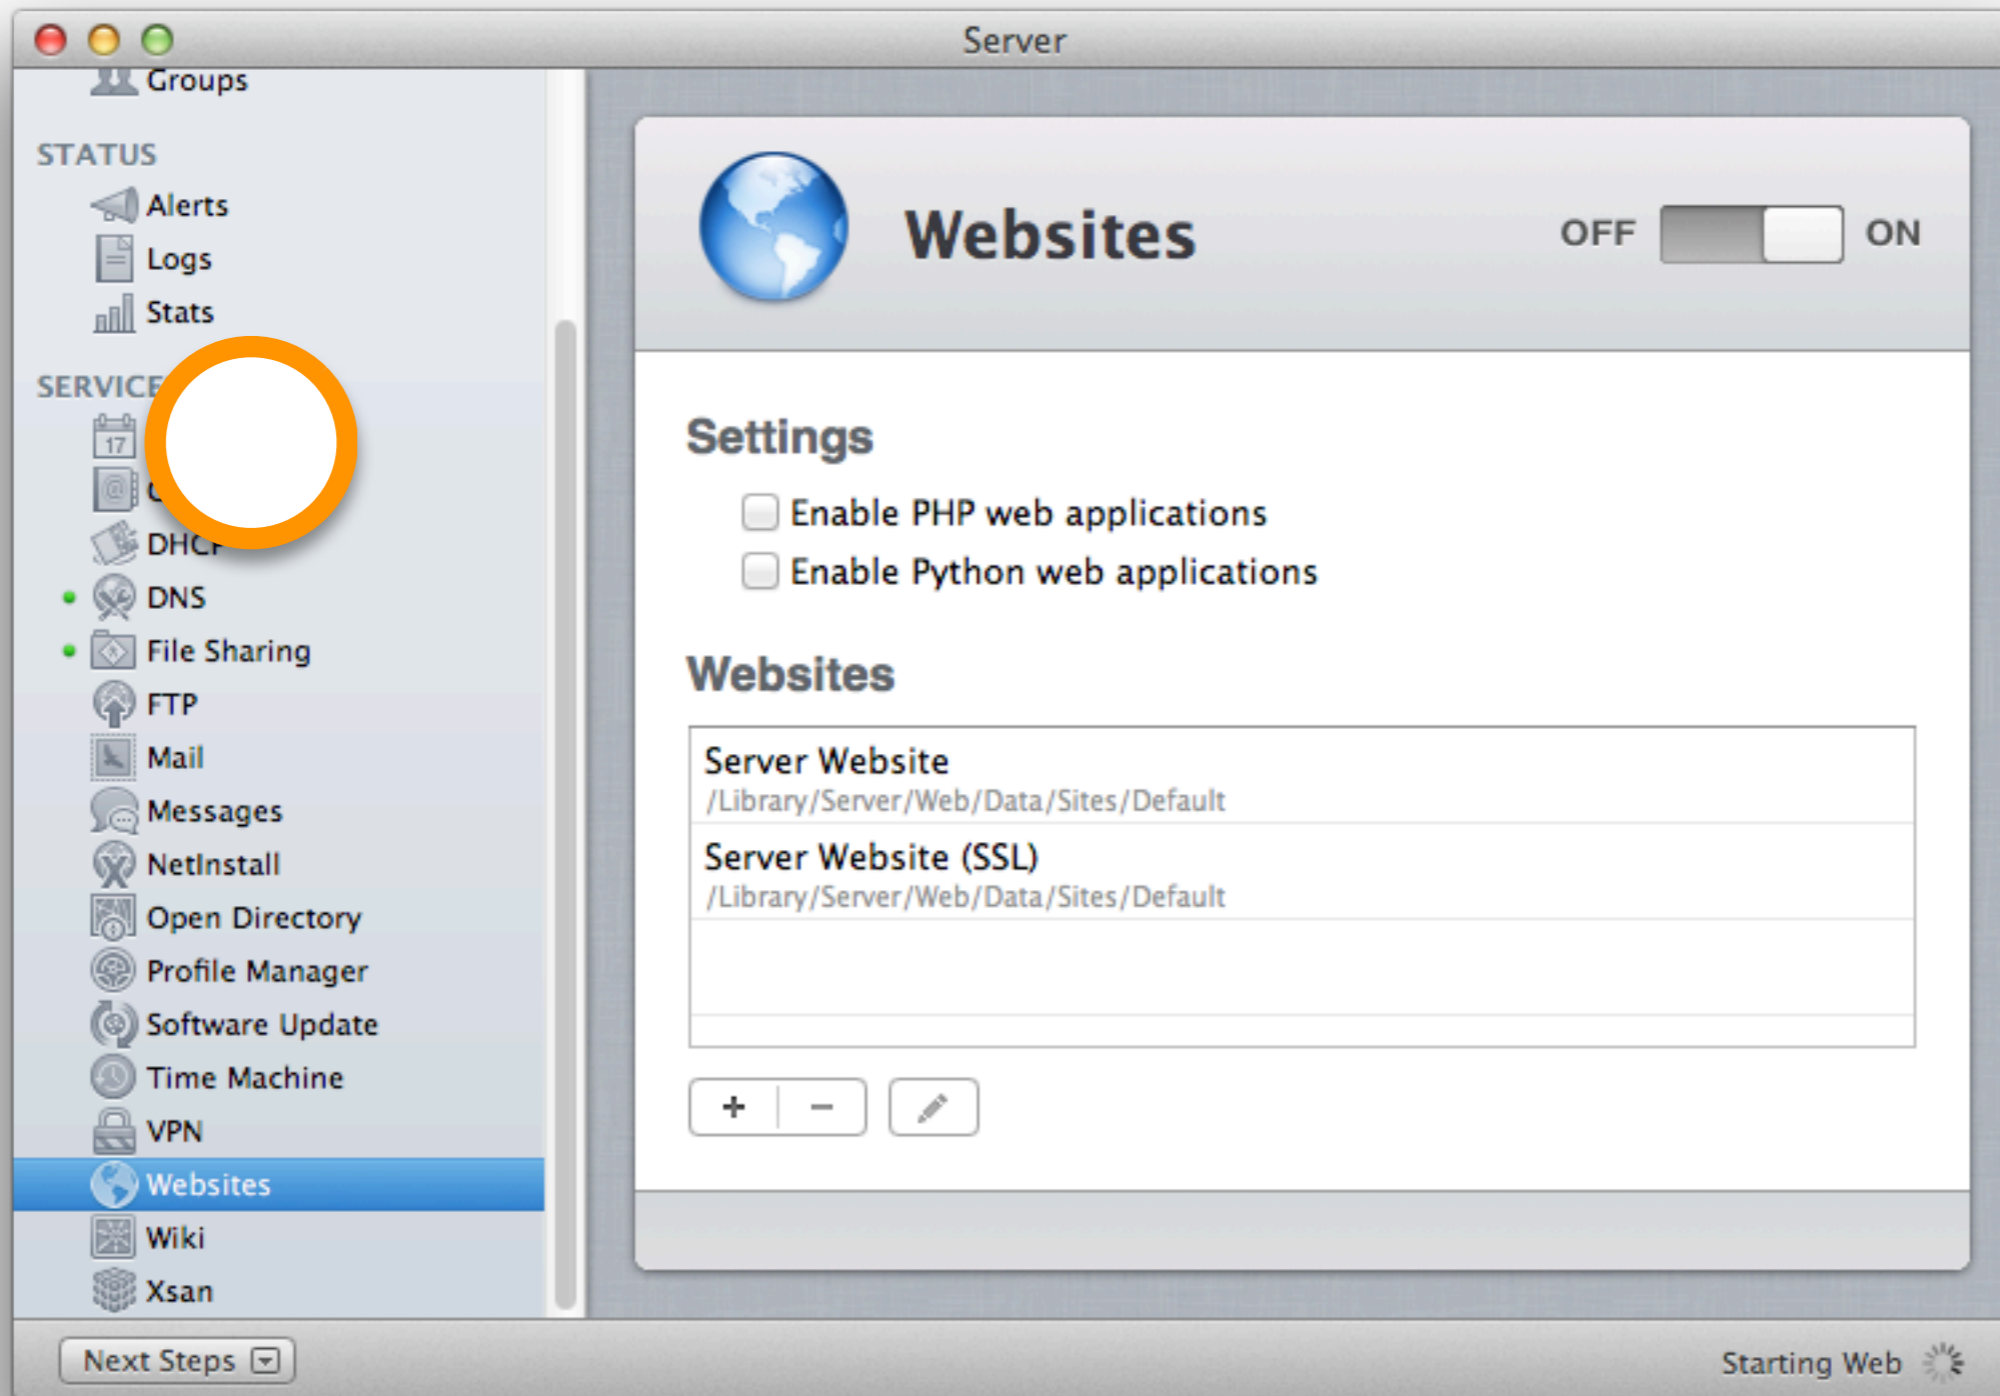 Server
Groups
STATUS
Alerts
Logs
Stats
SERVICE
17
DHCP
DNS
File Sharing
FTP
Mail
Messages
NetInstall
Open Directory
Profile Manager
Software Update
Time Machine
VPN
Websites
Wiki
Xsan
Next Steps
Websites
OFF ON
Settings
Enable PHP web applications
Enable Python web applications
Websites
Server Website
/Library/Server/Web/Data/Sites/Default
Server Website (SSL)
/Library/Server/Web/Data/Sites/Default
Starting Web